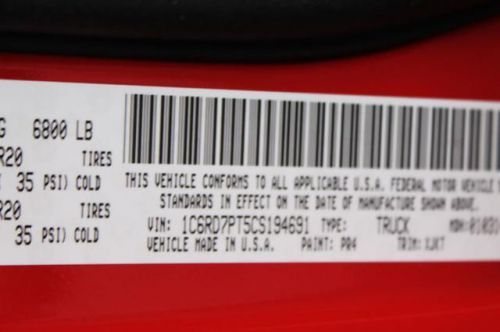 G 6800 LB
R20 TIRES
35 PSI) COLD
R20 TIRES
35 PSI) COLD
THIS VEHICLE CONFORMS TO ALL APPLICABLE U.S.A. FEDERAL MOTOR VEHICLE
STANDARDS IN EFFECT ON THE DATE OF MANUFACTURE SHOWN ABOVE.
VIN: 1C6RD7PT5CS194691 TYPE: TRUCK MDH:
VEHICLE MADE IN U.S.A. PAINT: PR4 TRIM: